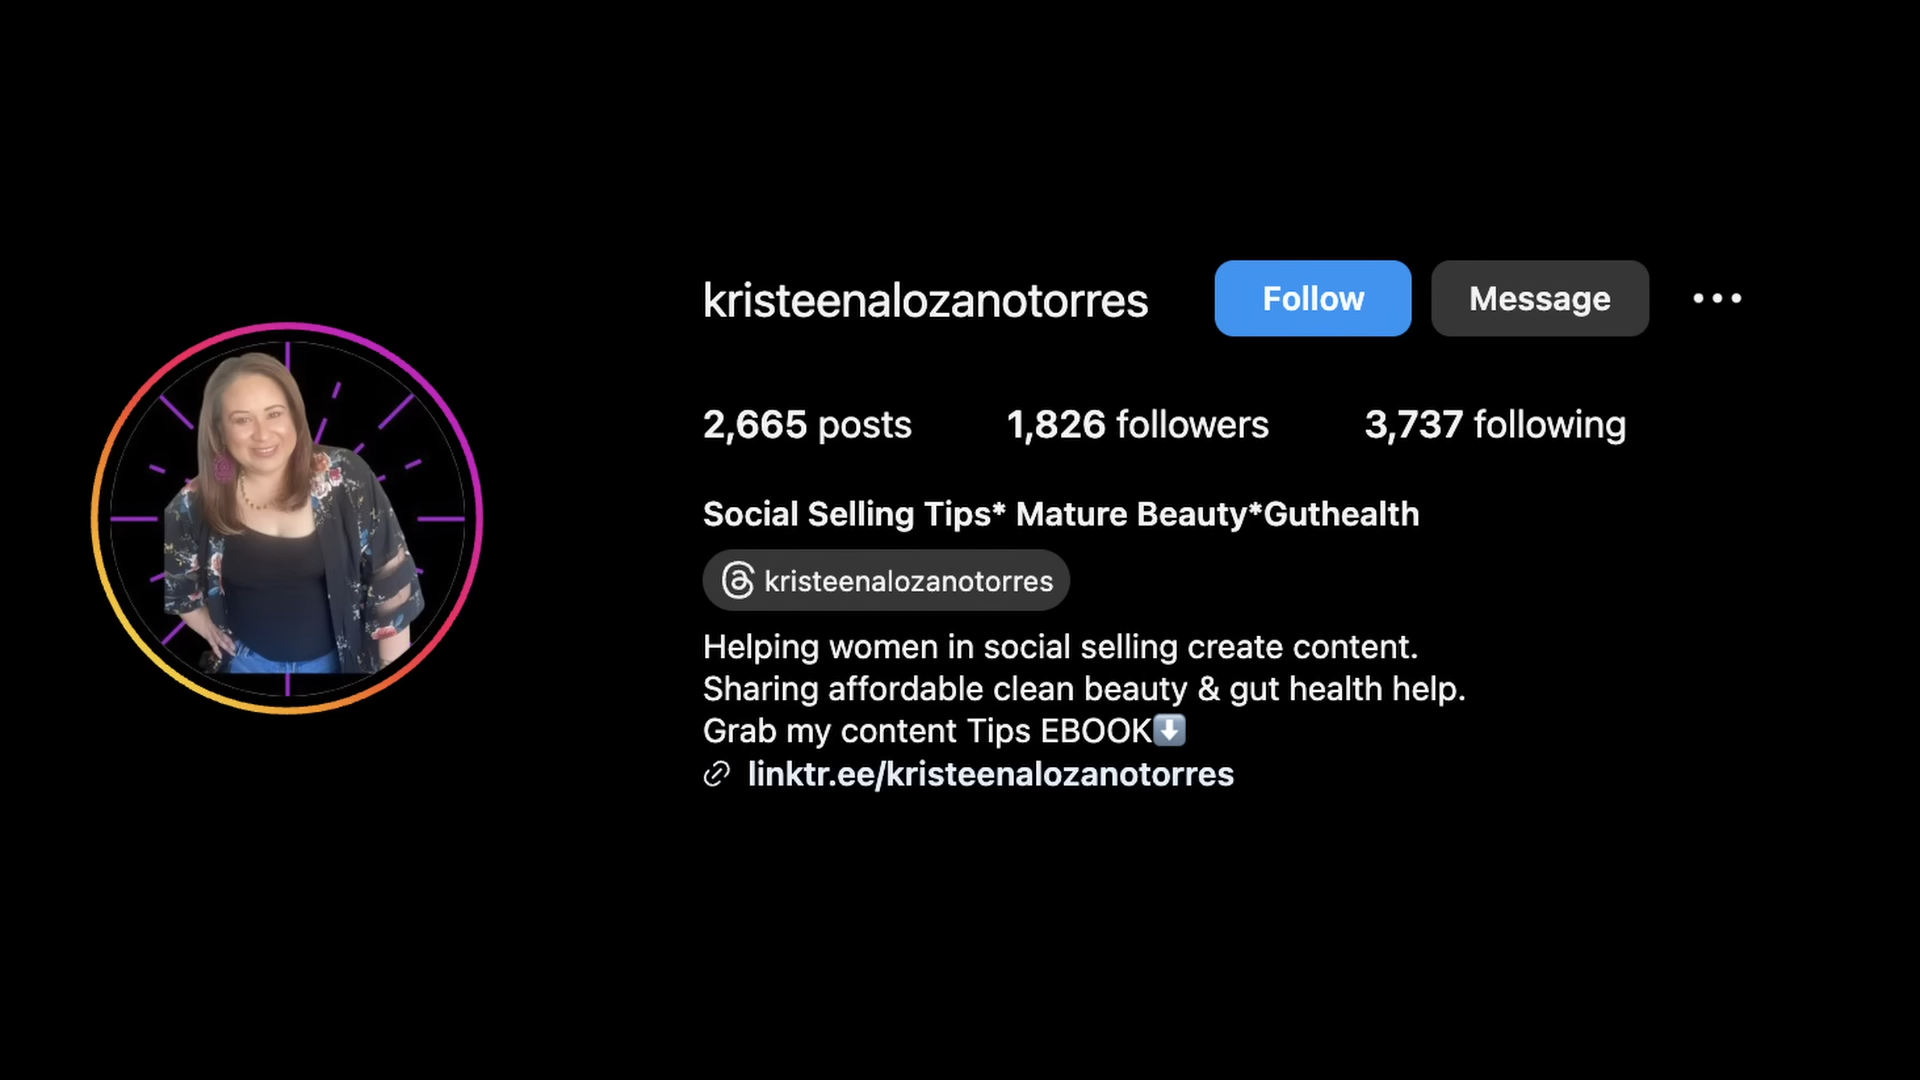 kristeenalozanotorres Follow Message
2,665 posts 1,826 followers 3,737 following
Social Selling Tips* Mature Beauty*Guthealth
kristeenalozanotorres
Helping women in social selling create content.
Sharing affordable clean beauty & gut health help.
Grab my content Tips EBOOK⬇️
linktr.ee/kristeenalozanotorres